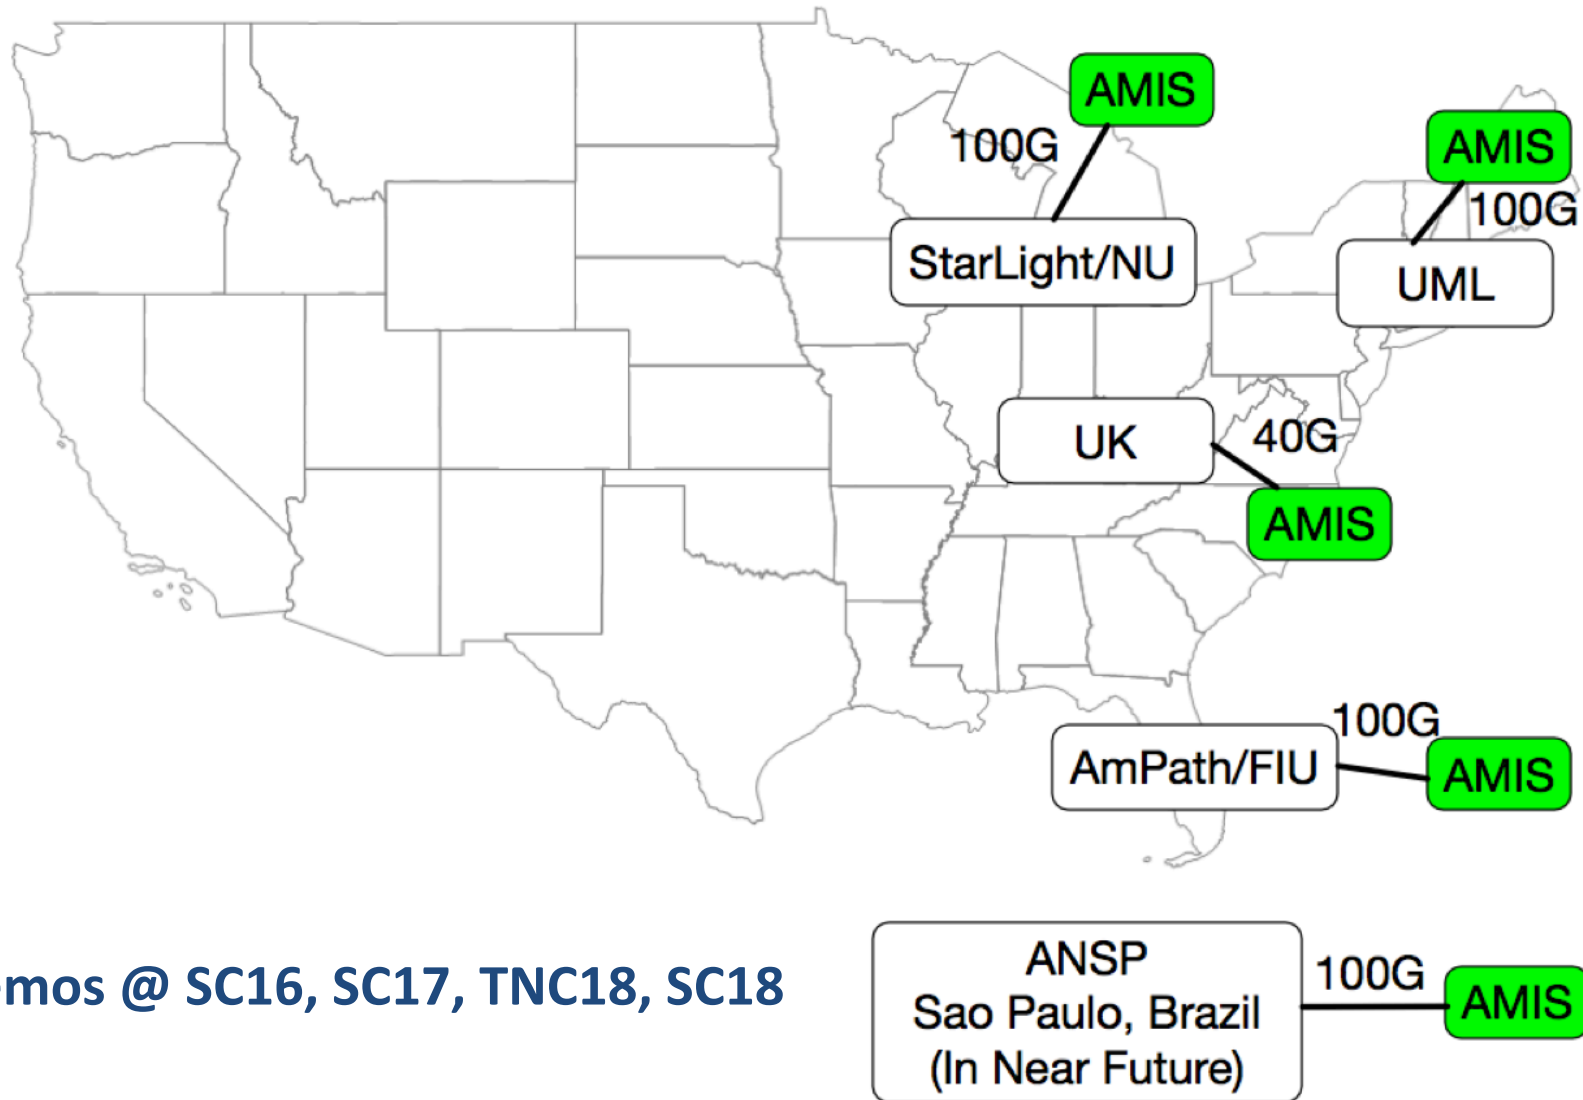 AMIS
100G
AMIS
100G
StarLight/NU
UML
UK
40G
AMIS
100G
AmPath/FIU
AMIS
ANSP
Sao Paulo, Brazil
(In Near Future)
100G
AMIS
emos @ SC16, SC17, TNC18, SC18